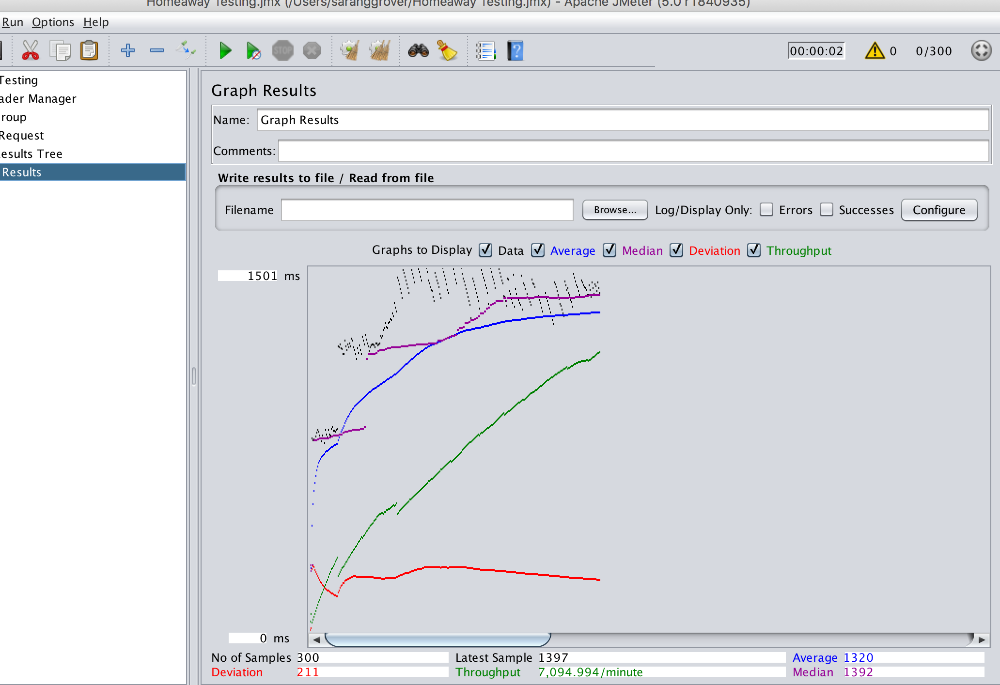 Homeaway Testing.jmx (/Users/saranggrover/Homeaway Testing.jmx) - Apache JMeter (5.0 r1840935)
Run Options Help
STOP ? 00:00:02 0 0/300
Testing
ader Manager
roup
Request
esults Tree
Results
Graph Results
Name: Graph Results
Comments:
Write results to file / Read from file
Filename Browse... Log/Display Only: Errors Successes Configure
Graphs to Display Data Average Median Deviation Throughput
1501 ms
0 ms
No of Samples 300 Latest Sample 1397 Average 1320
Deviation 211 Throughput 7,094.994/minute Median 1392